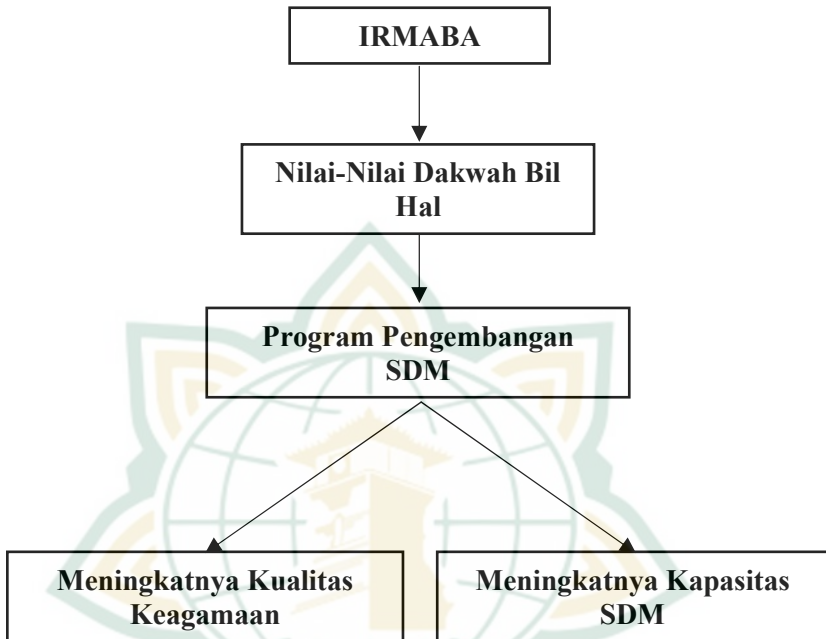 IRMABA
Nilai-Nilai Dakwah Bil
Hal
Program Pengembangan
SDM
Meningkatnya Kualitas
Keagamaan
Meningkatnya Kapasitas
SDM